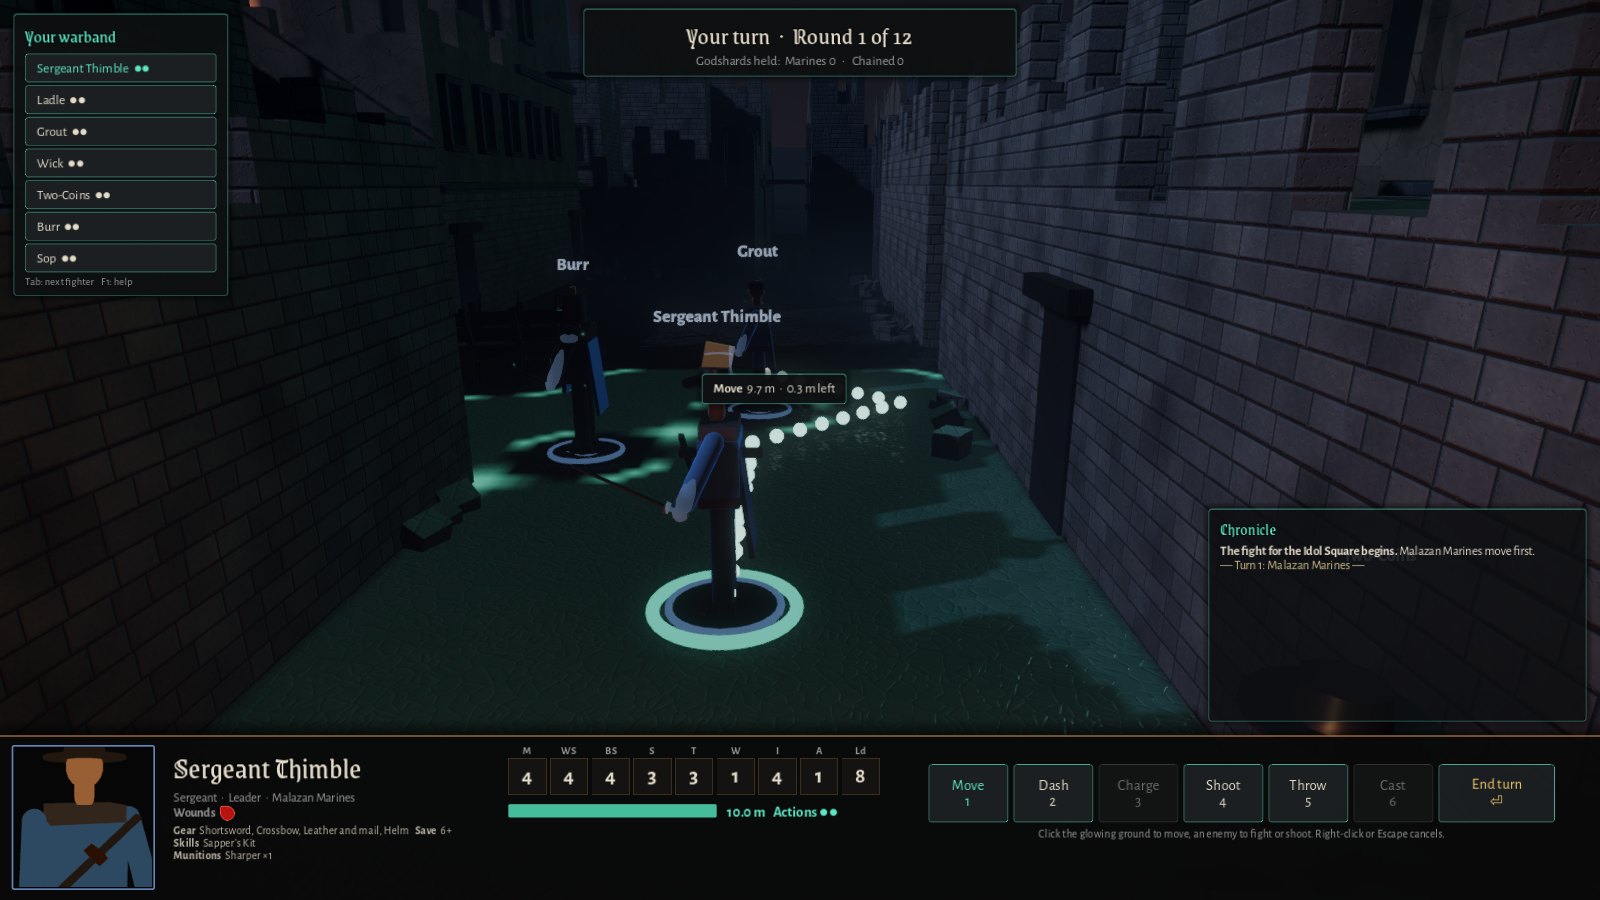 Your warband
Sergeant Thimble
Ladle
Grout
Wick
Two-Coins
Burr
Sop
Tab: next fighter F1: help
Your turn · Round 1 of 12
Godshards held: Marines 0 · Chained 0
Grout
Burr
Sergeant Thimble
Move 9.7 m · 0.3 m left
Chronicle
The fight for the Idol Square begins. Malazan Marines move first.
— Turn 1: Malazan Marines —
Sergeant Thimble
Sergeant · Leader · Malazan Marines
Wounds
Gear Shortsword, Crossbow, Leather and mail, Helm Save 6+
Skills Sapper's Kit
Munitions Sharper ×1
M WS BS S T W I A Ld
4 4 4 3 3 1 4 1 8
10.0 m Actions
Move Dash Charge Shoot Throw Cast End turn
1 2 3 4 5 6 ⏎
Click the glowing ground to move, an enemy to fight or shoot. Right-click or Escape cancels.